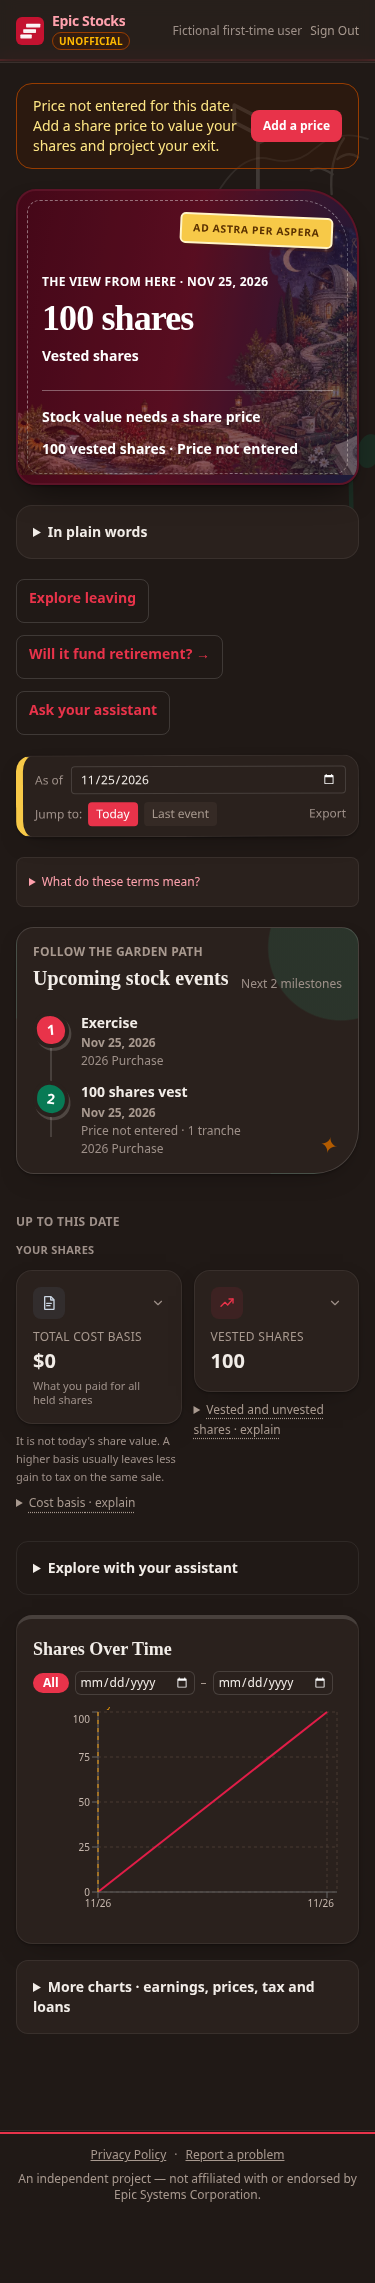 Epic Stocks
UNOFFICIAL
Fictional first-time user Sign Out
Price not entered for this date.
Add a share price to value your
shares and project your exit.
Add a price
AD ASTRA PER ASPERA
THE VIEW FROM HERE · NOV 25, 2026
100 shares
Vested shares
Stock value needs a share price
100 vested shares · Price not entered
In plain words
Explore leaving
Will it fund retirement? →
Ask your assistant
As of 11/25/2026
Jump to: Today Last event Export
What do these terms mean?
FOLLOW THE GARDEN PATH
Upcoming stock events Next 2 milestones
1 Exercise
Nov 25, 2026
2026 Purchase
2 100 shares vest
Nov 25, 2026
Price not entered · 1 tranche
2026 Purchase
UP TO THIS DATE
YOUR SHARES
TOTAL COST BASIS
$0
What you paid for all
held shares
It is not today's share value. A
higher basis usually leaves less
gain to tax on the same sale.
Cost basis · explain
VESTED SHARES
100
Vested and unvested
shares · explain
Explore with your assistant
Shares Over Time
All mm/dd/yyyy – mm/dd/yyyy
100
75
50
25
0
11/26 11/26
More charts · earnings, prices, tax and
loans
Privacy Policy · Report a problem
An independent project — not affiliated with or endorsed by
Epic Systems Corporation.